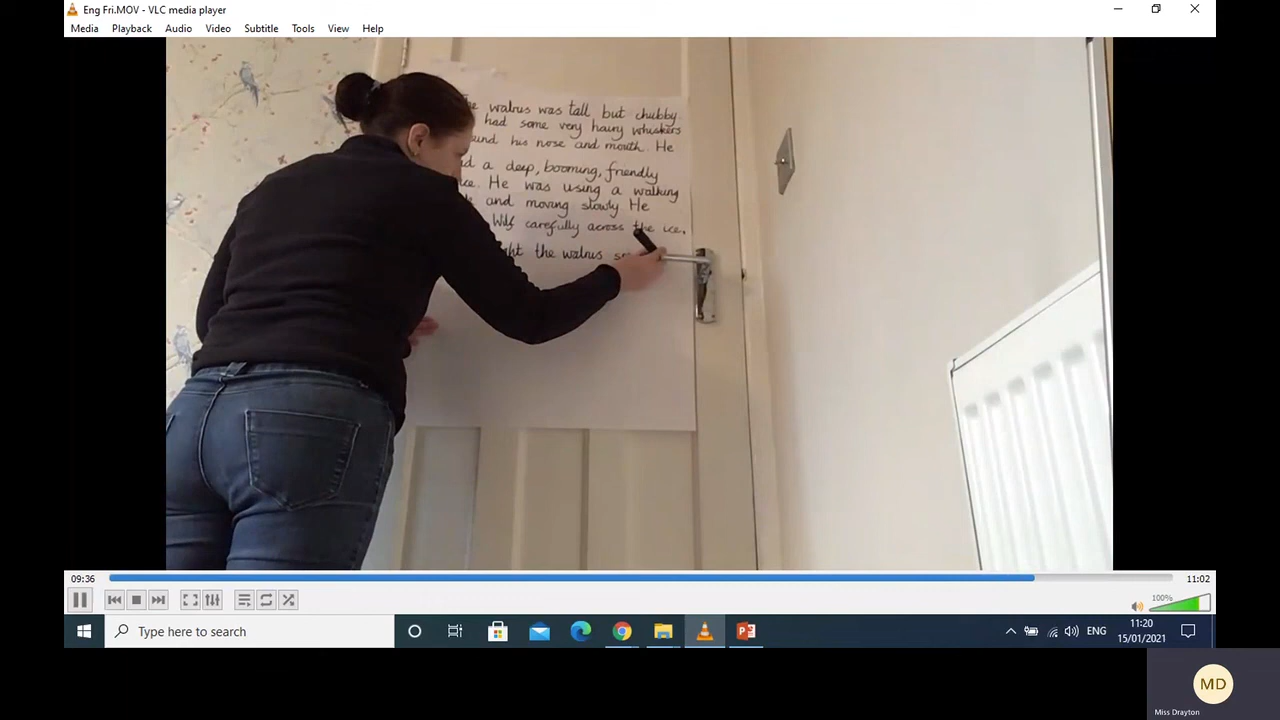 Eng Fri.MOV - VLC media player
Media Playback Audio Video Subtitle Tools View Help
walrus was tall but chubby
had some very hairy whiskers
his nose and mouth. He
a deep, booming, friendly
He was using a walking
and moving slowly He
Wilf carefully across the ice.
the walrus
09:36
11:02
100%
Type here to search
ENG
11:20
15/01/2021
MD
Miss Drayton